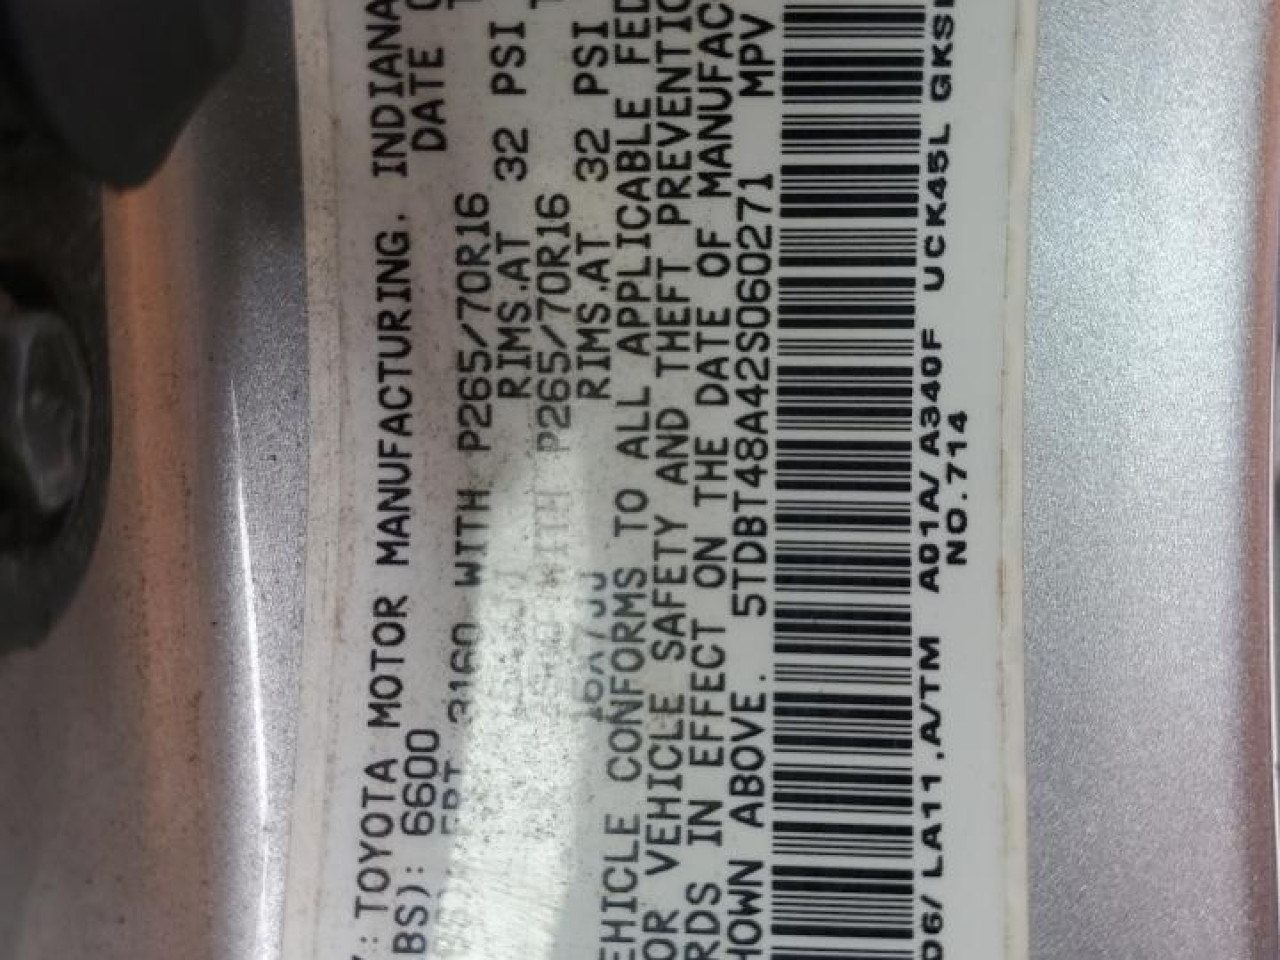 : TOYOTA MOTOR MANUFACTURING. INDIANA
BS): 6600 DATE
FRT 3160 WITH P265/70R16
RIMS.AT 32 PSI
WITH P265/70R16
16X7JJ RIMS.AT 32 PSI
EHICLE CONFORMS TO ALL APPLICABLE FED
OR VEHICLE SAFETY AND THEFT PREVENTIO
RDS IN EFFECT ON THE DATE OF MANUFAC
HOWN ABOVE. 5TDBT48A42S060271 MPV
D6/LA11.A/TM A01A/A340F UCK45L GKS
NO.714